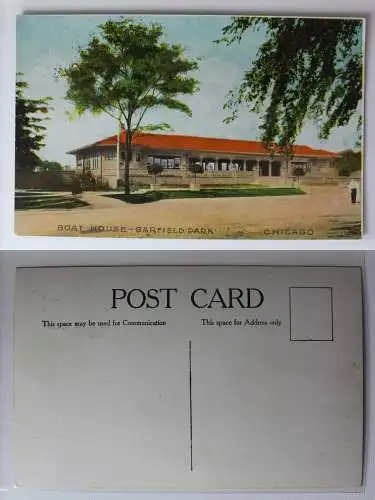 BOAT HOUSE - GARFIELD PARK CHICAGO
POST CARD
This space may be used for Communication This space for Address only.